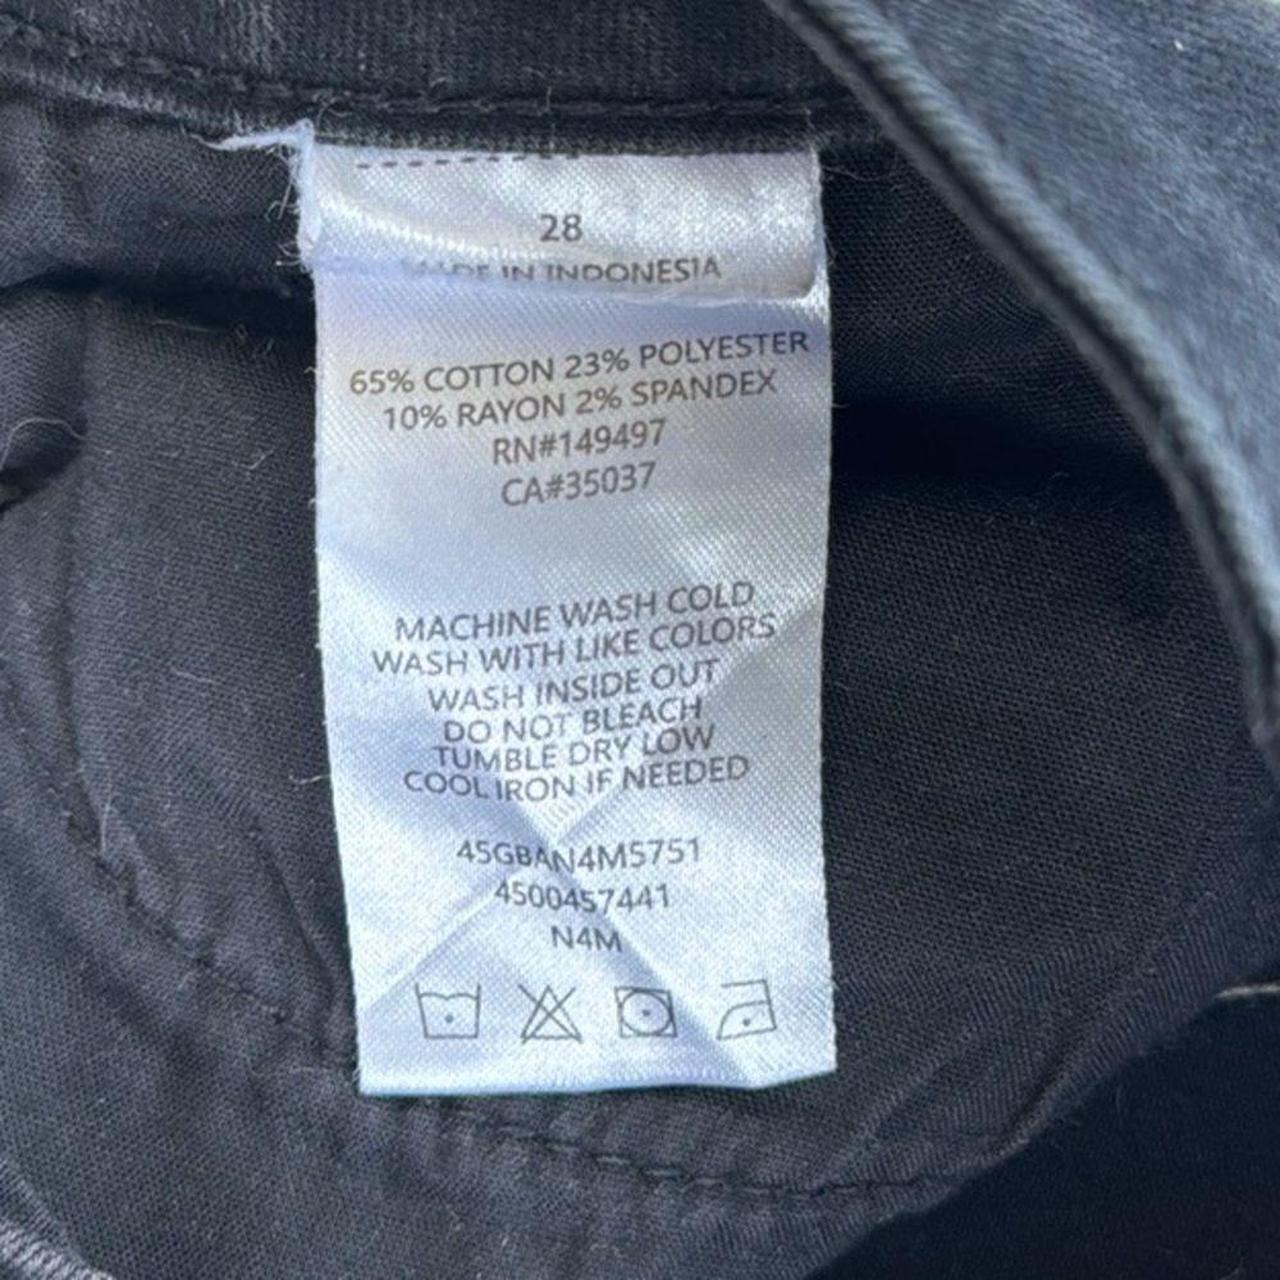 28
MADE IN INDONESIA
65% COTTON 23% POLYESTER
10% RAYON 2% SPANDEX
RN#149497
CA#35037
MACHINE WASH COLD
WASH WITH LIKE COLORS
WASH INSIDE OUT
DO NOT BLEACH
TUMBLE DRY LOW
COOL IRON IF NEEDED
45GBAN4M5751
4500457441
N4M